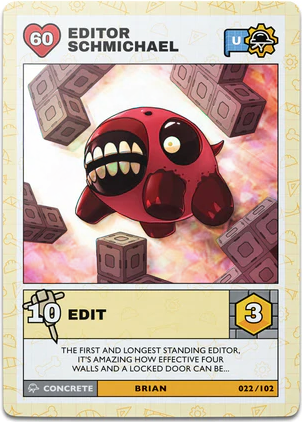 60 EDITOR
SCHMICHAEL
U
10 EDIT 3
THE FIRST AND LONGEST STANDING EDITOR,
IT'S AMAZING HOW EFFECTIVE FOUR
WALLS AND A LOCKED DOOR CAN BE...
CONCRETE BRIAN 022/102